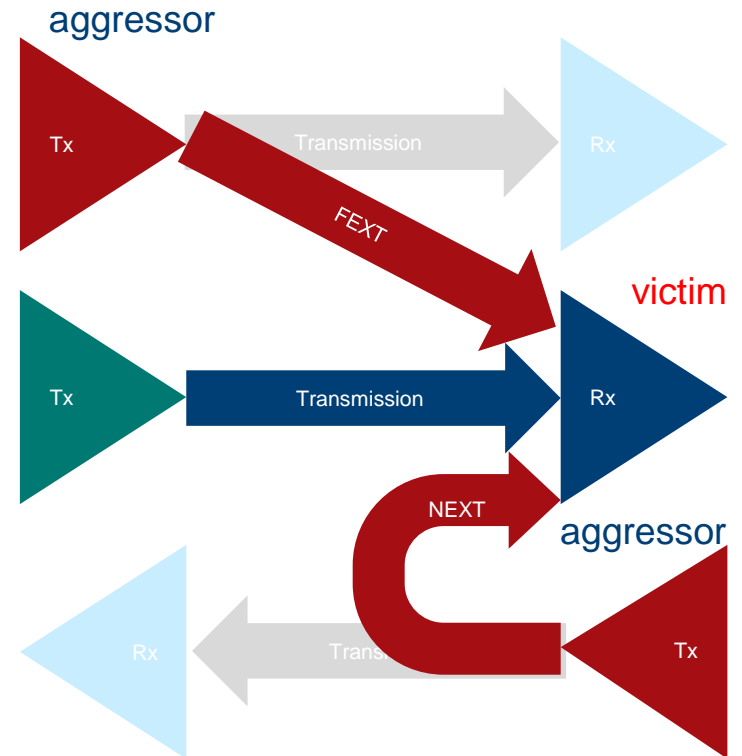 aggressor
Tx
Transmission
Rx
FEXT
victim
Tx
Transmission
Rx
NEXT
aggressor
Rx
Tx